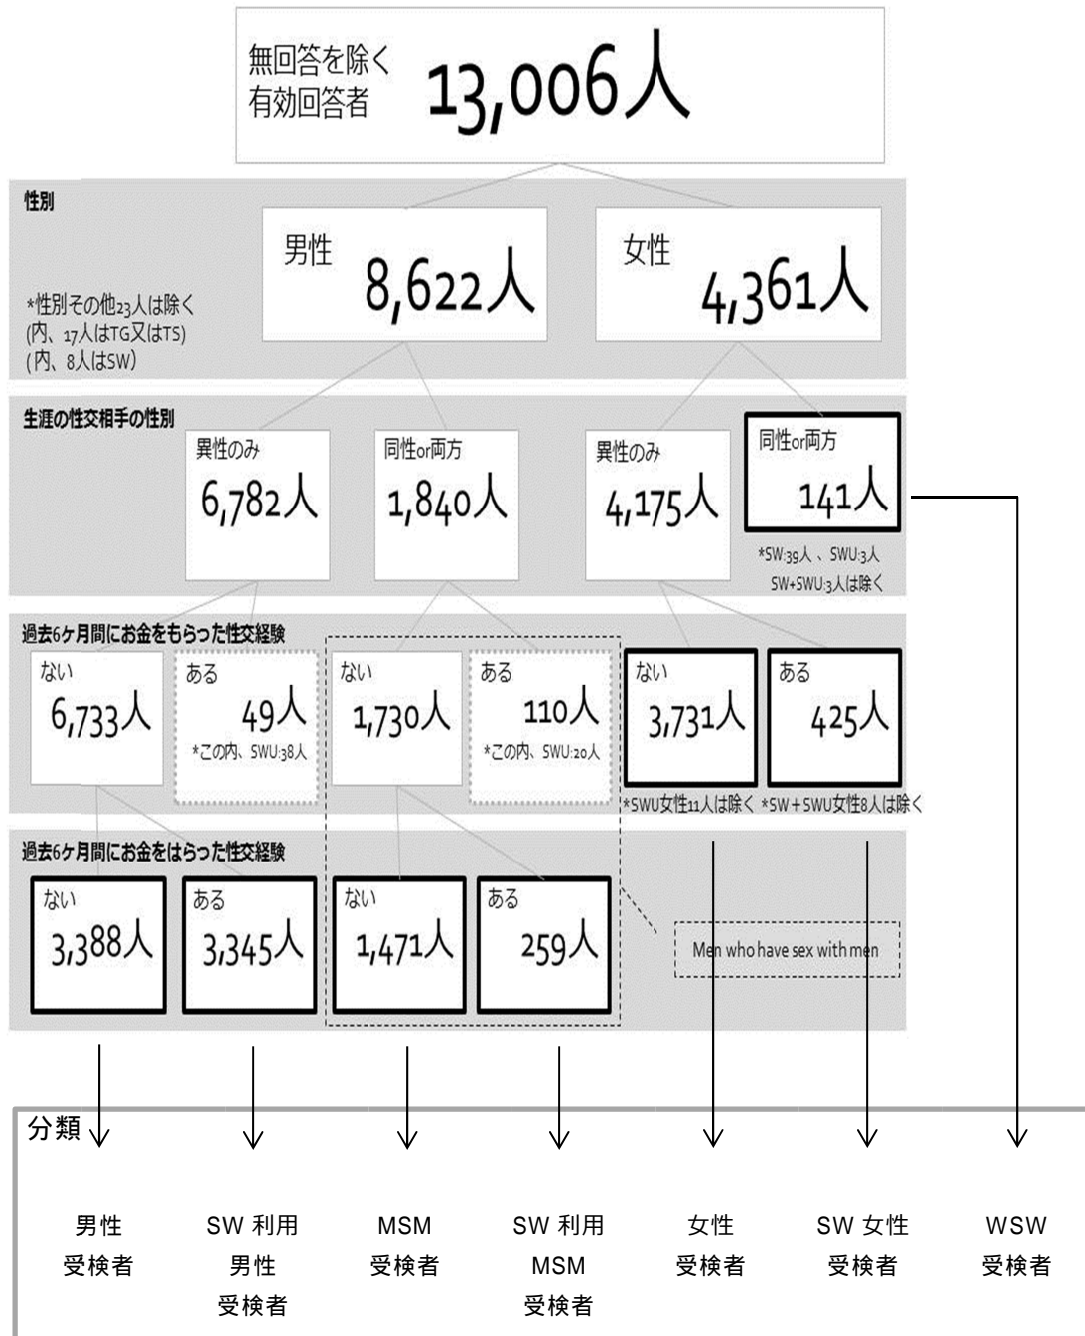 無回答を除く
有効回答者
13,006人
性別
*性別その他23人は除く
(内、17人はTG又はTS)
(内、8人はSW)
男性
8,622人
女性
4,361人
生涯の性交相手の性別
異性のみ
6,782人
同性or両方
1,840人
異性のみ
4,175人
同性or両方
141人
*SW:39人、SWU:3人
SW+SWU:3人は除く
過去6ケ月間にお金をもらった性交経験
ない
6,733人
ある
49人
*この内、SWU:38人
ない
1,730人
ある
110人
*この内、SWU:20人
ない
3,731人
*SWU女性11人は除く
ある
425人
*SW+SWU女性8人は除く
過去6ケ月間にお金をはらった性交経験
ない
3,388人
ある
3,345人
ない
1,471人
ある
259人
Men who have sex with men
分類
男性
受検者
SW 利用
男性
受検者
MSM
受検者
SW 利用
MSM
受検者
女性
受検者
SW 女性
受検者
WSW
受検者